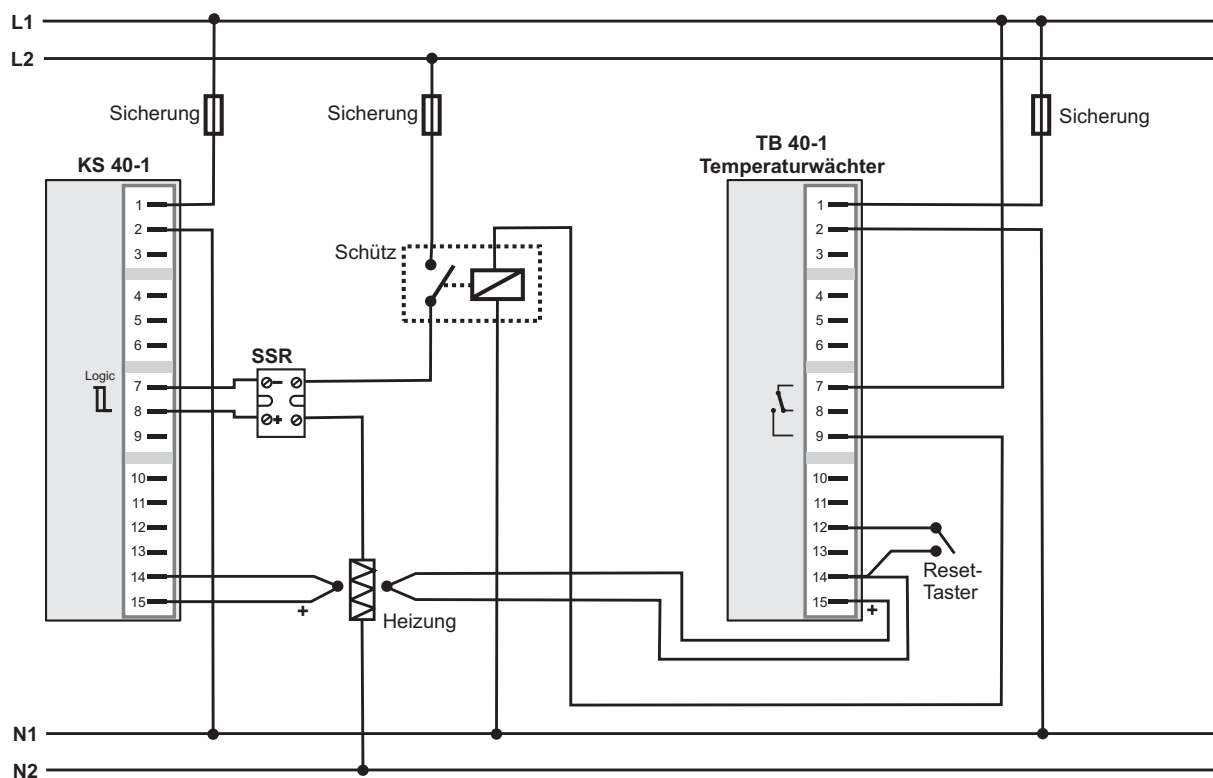 L1
L2
Sicherung
Sicherung
Sicherung
KS 40-1
TB 40-1
Temperaturwächter
1
2
3
4
5
6
7
8
9
10
11
12
13
14
15
Logic
SSR
-
+
Schütz
+
Heizung
1
2
3
4
5
6
7
8
9
10
11
12
13
14
15
+
Reset-
Taster
N1
N2